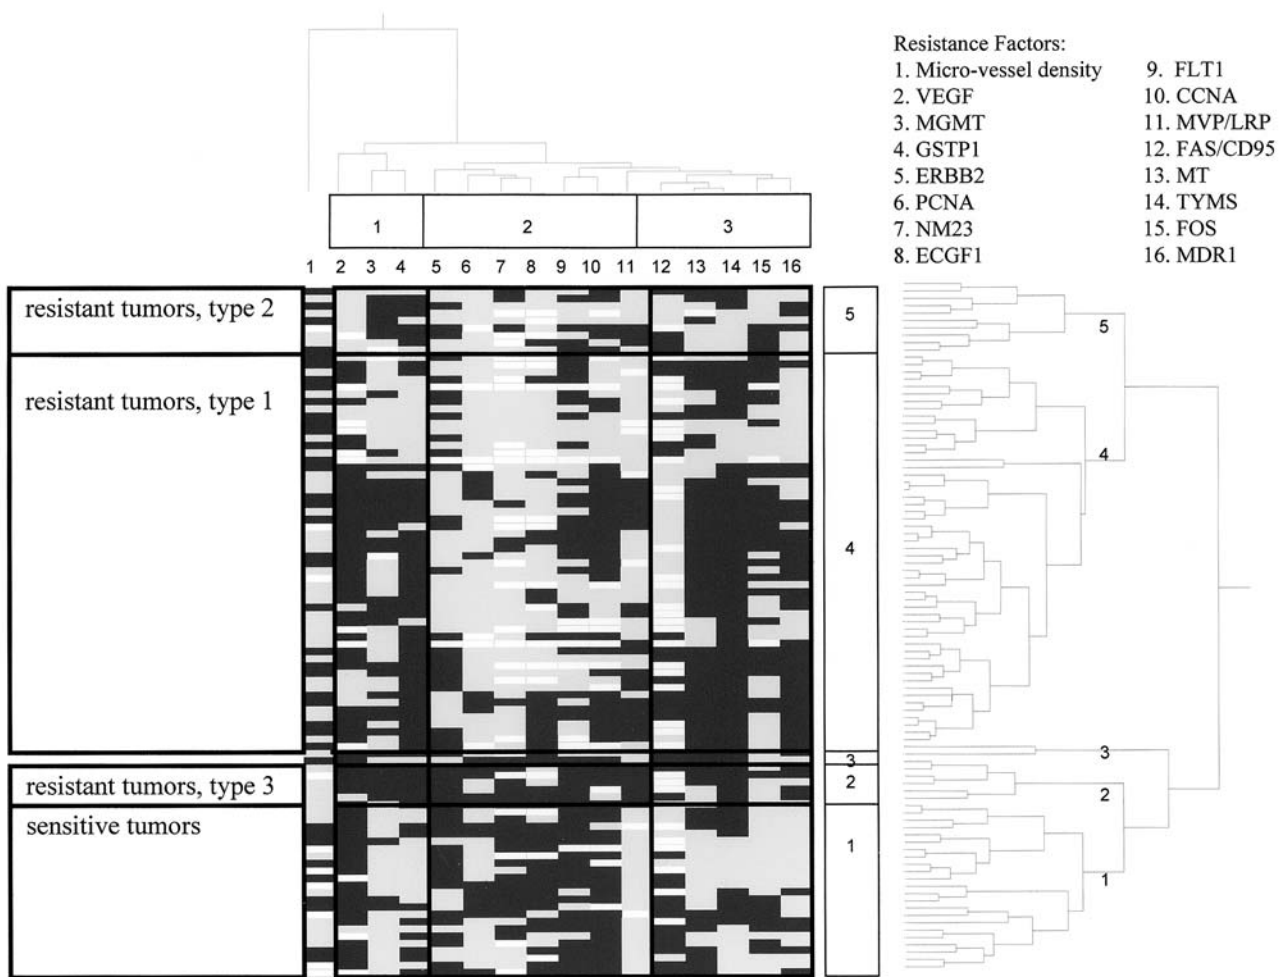 Resistance Factors:
1. Micro-vessel density
2. VEGF
3. MGMT
4. GSTP1
5. ERBB2
6. PCNA
7. NM23
8. ECGF1
9. FLT1
10. CCNA
11. MVP/LRP
12. FAS/CD95
13. MT
14. TYMS
15. FOS
16. MDR1
1 2 3
1 2 3 4 5 6 7 8 9 10 11 12 13 14 15 16
resistant tumors, type 2
resistant tumors, type 1
resistant tumors, type 3
sensitive tumors
5
4
3
2
1
5
4
3
2
1